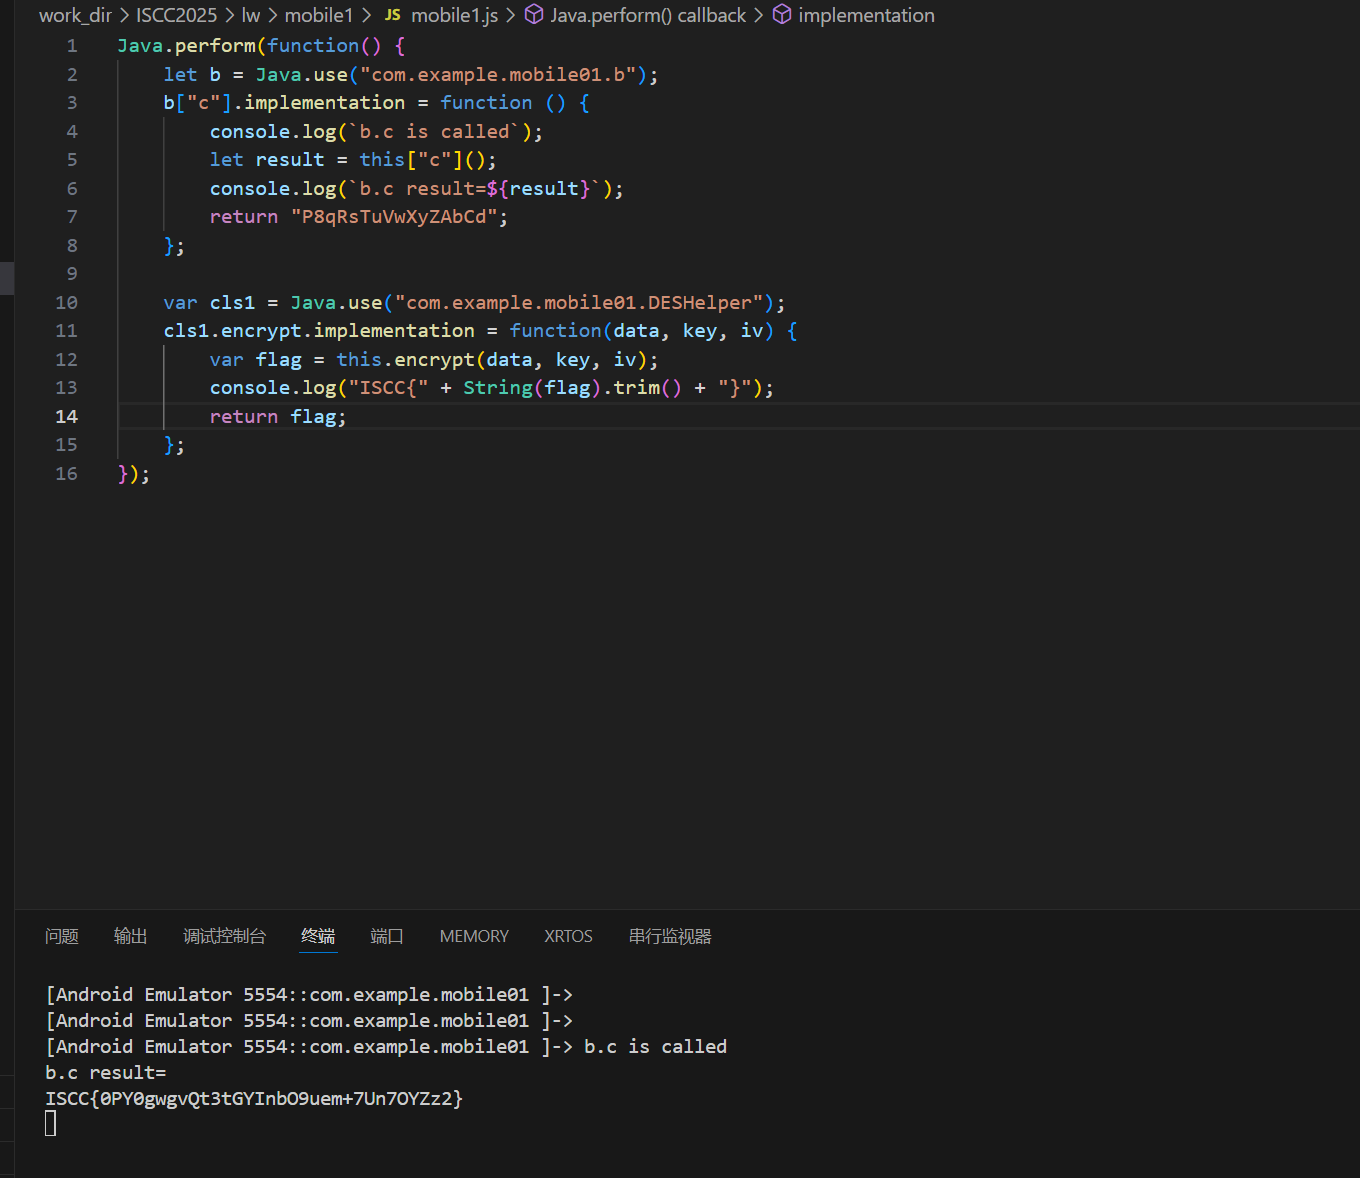 work_dir > ISCC2025 > lw > mobile1 > JS mobile1.js > Java.perform() callback > implementation
1 Java.perform(function() {
2 let b = Java.use("com.example.mobile01.b");
3 b["c"].implementation = function () {
4 console.log(`b.c is called`);
5 let result = this["c"]();
6 console.log(`b.c result=${result}`);
7 return "P8qRsTuVwXyZAbCd";
8 };
9
10 var cls1 = Java.use("com.example.mobile01.DESHelper");
11 cls1.encrypt.implementation = function(data, key, iv) {
12 var flag = this.encrypt(data, key, iv);
13 console.log("ISCC{" + String(flag).trim() + "}");
14 return flag;
15 };
16 });
问题 输出 调试控制台 终端 端口 MEMORY XRTOS 串行监视器
[Android Emulator 5554::com.example.mobile01 ]->
[Android Emulator 5554::com.example.mobile01 ]->
[Android Emulator 5554::com.example.mobile01 ]-> b.c is called
b.c result=
ISCC{0PY0gwgvQt3tGYInbO9uem+7Un7OYZz2}